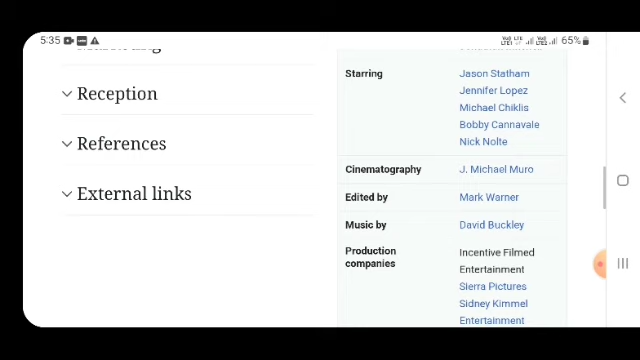 5:35
65%
Reception
References
External links
Starring
Jason Statham
Jennifer Lopez
Michael Chiklis
Bobby Cannavale
Nick Nolte
Cinematography
J. Michael Muro
Edited by
Mark Warner
Music by
David Buckley
Production companies
Incentive Filmed
Entertainment
Sierra Pictures
Sidney Kimmel
Entertainment